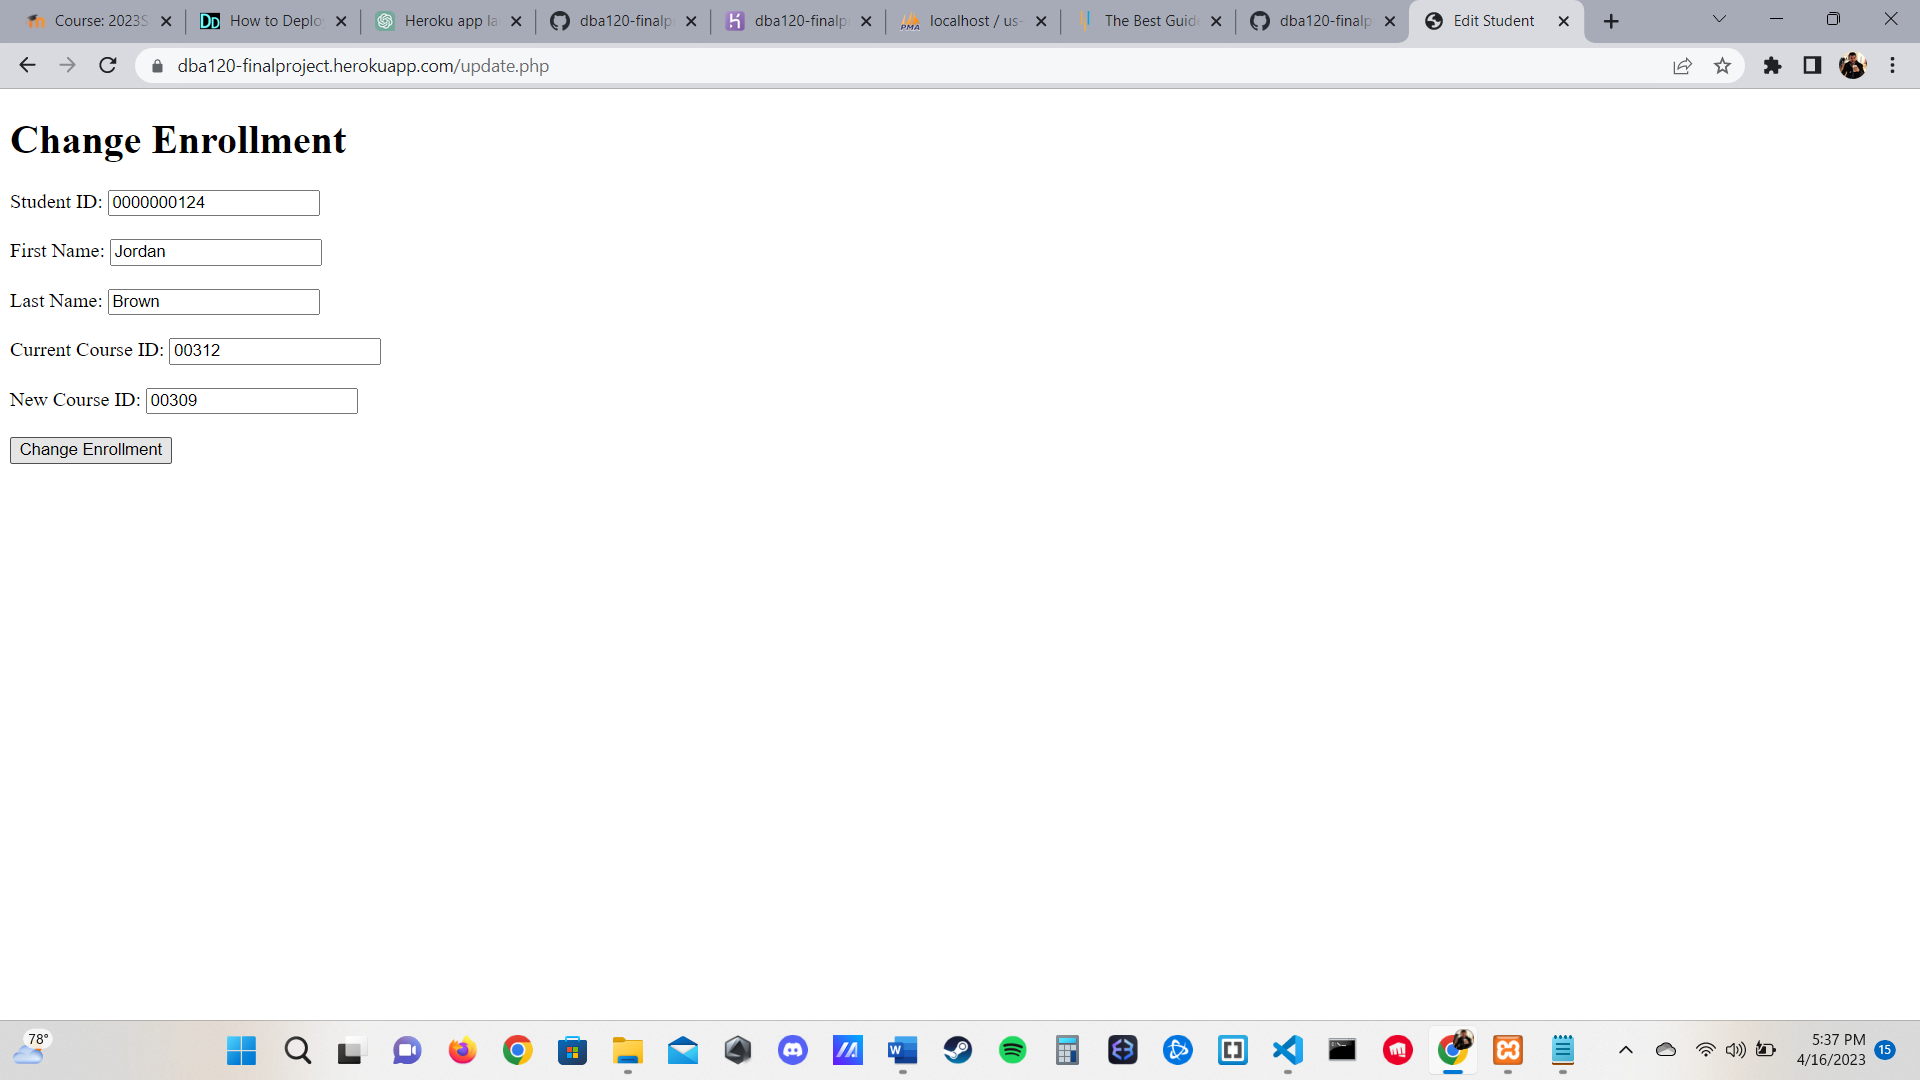 Course: 2023S
How to Deploy
Heroku app la
dba120-finalp
dba120-finalp
localhost / us-
The Best Guid
dba120-finalp
Edit Student
dba120-finalproject.herokuapp.com/update.php
Change Enrollment
Student ID: 0000000124
First Name: Jordan
Last Name: Brown
Current Course ID: 00312
New Course ID: 00309
Change Enrollment
78°
5:37 PM
4/16/2023
15